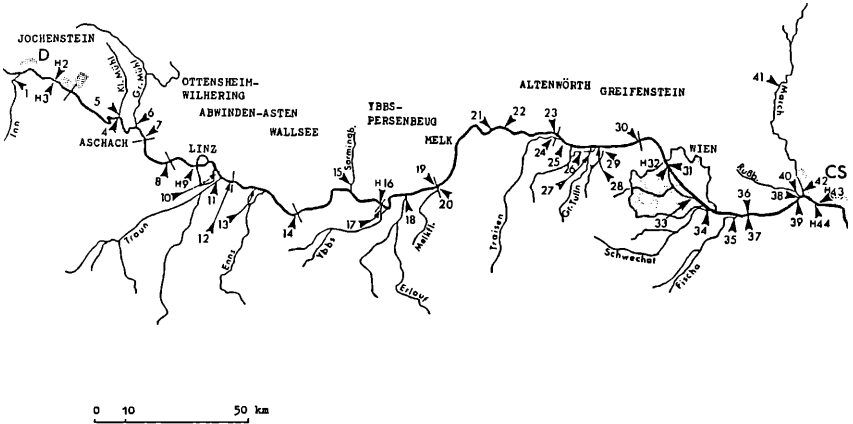 JOCHENSTEIN
D
H2
H3
1
Inn
Kl. Mühl
Gr. Mühl
5
4
6
7
ASCHACH
OTTENSHEIM-
WILHERING
ABWINDEN-ASTEN
WALLSEE
LINZ
8
H9
10
11
12
13
14
Traun
Enns
YBBS-
PERSENBEUG
MELK
Sarmingb.
15
H16
17
18
19
20
Ybbs
Melkfl.
Erlauf
ALTENWÖRTH
GREIFENSTEIN
21
22
23
24
25
26
27
28
29
30
Traisen
Gr. Tulln
WIEN
H32
31
33
34
35
36
37
Schwechat
Fischa
41
March
Rußb.
CS
40
42
38
39
H43
H44
0 10 50 km